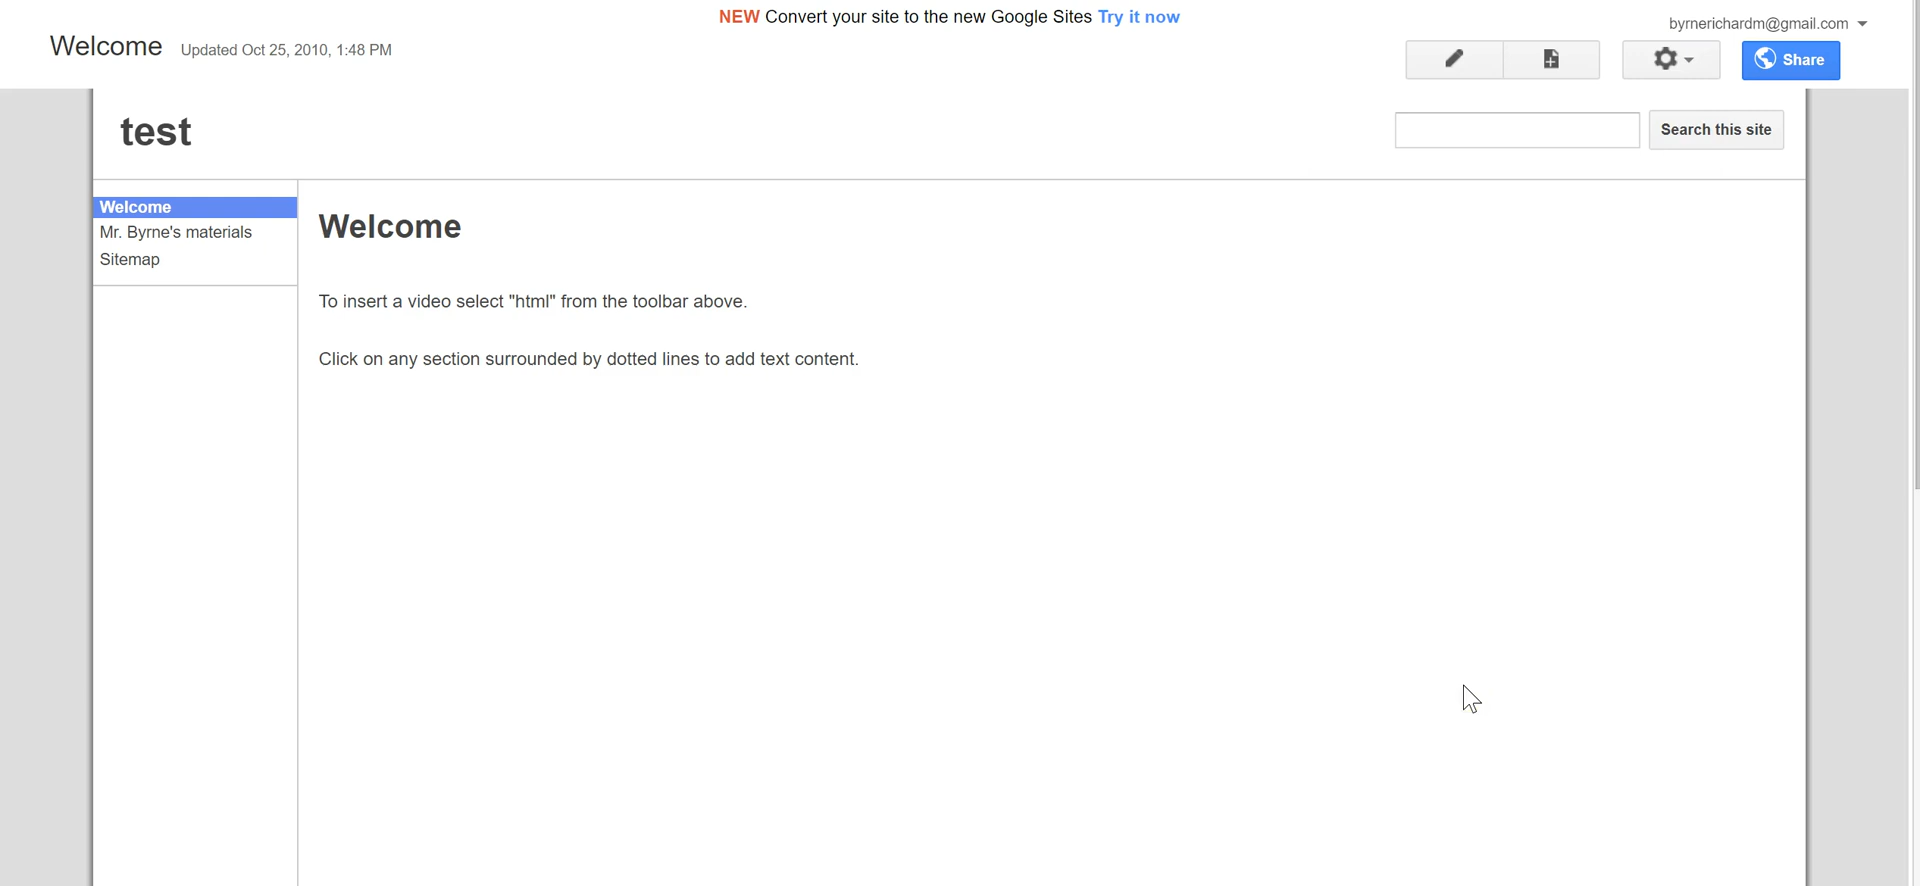 NEW Convert your site to the new Google Sites Try it now
byrnerichardm@gmail.com
Welcome Updated Oct 25, 2010, 1:48 PM
Share
test
Search this site
Welcome
Mr. Byrne's materials
Sitemap
Welcome
To insert a video select "html" from the toolbar above.
Click on any section surrounded by dotted lines to add text content.